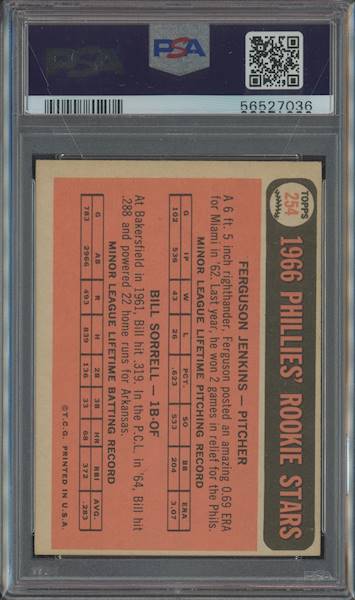 PSA
PSA
56527036
TOPPS
254
1966 PHILLIES' ROOKIE STARS
FERGUSON JENKINS — PITCHER
A 6 ft. 5 inch righthander, Ferguson posted an amazing 0.69 ERA
for Miami in '62. Last year, he won 2 games in relief for the Phils.
MINOR LEAGUE LIFETIME PITCHING RECORD
G IP W L PCT. SO BB ERA
102 536 43 26 .623 533 204 3.07
BILL SORRELL — 1B-OF
At Bakersfield in 1961, Bill hit .319. In the P.C.L. in '64, Bill hit
.288 and powered 22 home runs for Arkansas.
MINOR LEAGUE LIFETIME BATTING RECORD
G AB R H 2B 3B HR RBI AVG.
783 2966 493 839 136 33 68 372 .283
©T.C.G. PRINTED IN U.S.A.